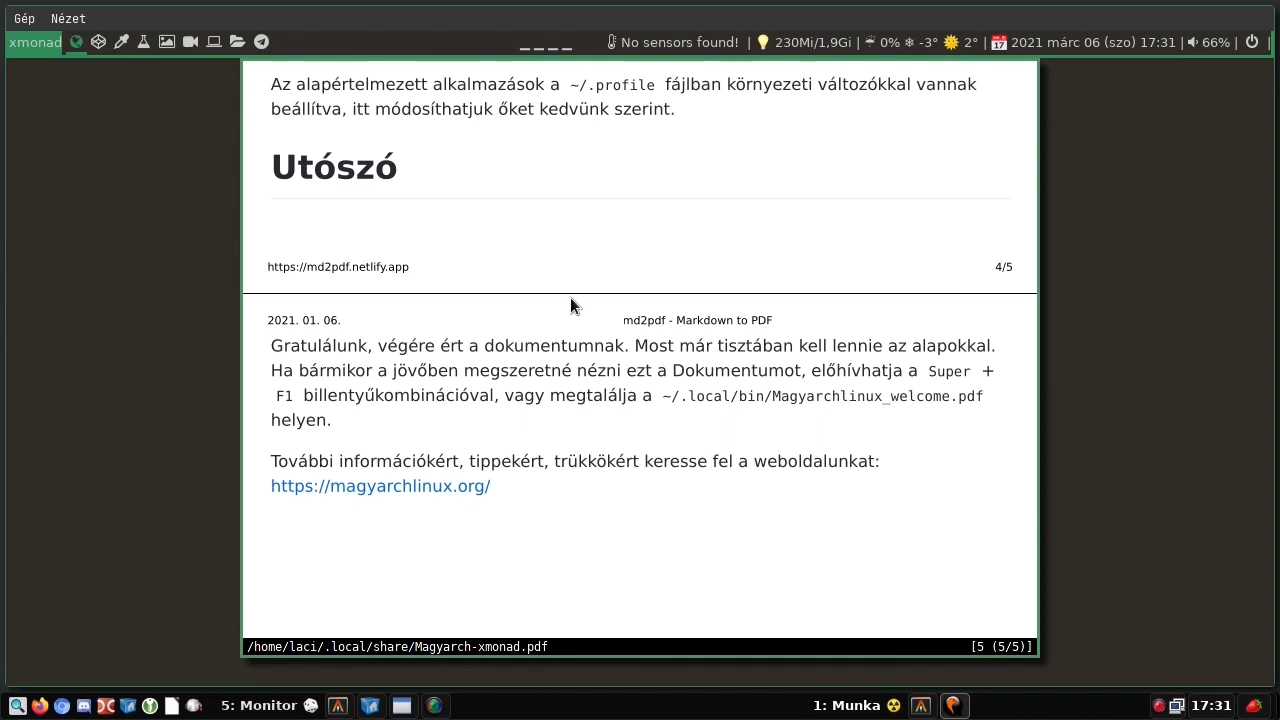 Gép Nézet
xmonad No sensors found! | 230Mi/1,9Gi | 0% -3° 2° | 2021 márc 06 (szo) 17:31 | 66% | |
Az alapértelmezett alkalmazások a ~/.profile fájlban környezeti változókkal vannak
beállítva, itt módosíthatjuk őket kedvünk szerint.
Utószó
https://md2pdf.netlify.app 4/5
2021. 01. 06. md2pdf - Markdown to PDF
Gratulálunk, végére ért a dokumentumnak. Most már tisztában kell lennie az alapokkal.
Ha bármikor a jövőben megszeretné nézni ezt a Dokumentumot, előhívhatja a Super +
F1 billentyűkombinációval, vagy megtalálja a ~/.local/bin/Magyarchlinux_welcome.pdf
helyen.
További információkért, tippekért, trükkökért keresse fel a weboldalunkat:
https://magyarchlinux.org/
/home/laci/.local/share/Magyarch-xmonad.pdf [5 (5/5)]
5: Monitor 1: Munka 17:31